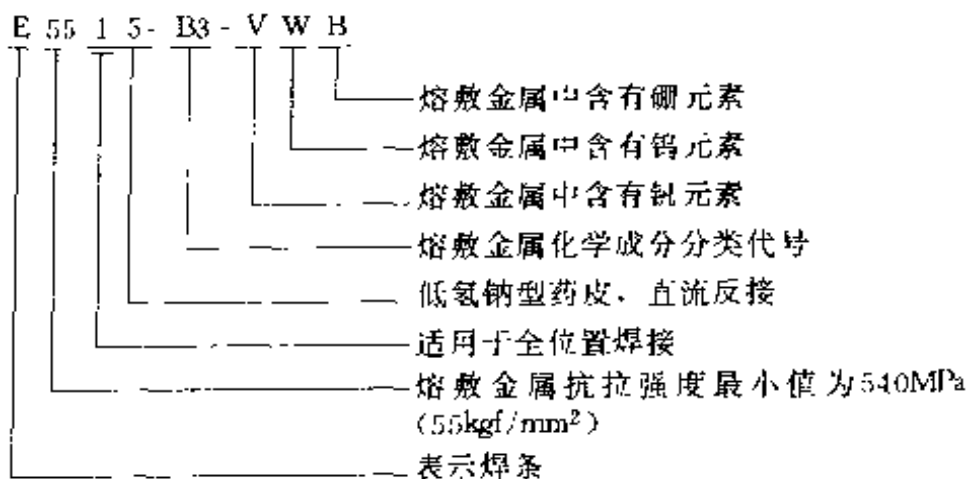 E 55 1 5- B3 - V W B
熔敷金属中含有硼元素
熔敷金属中含有钨元素
熔敷金属中含有钒元素
熔敷金属化学成分分类代号
低氢钠型药皮、直流反接
适用于全位置焊接
熔敷金属抗拉强度最小值为540MPa
(55kgf/mm²)
表示焊条